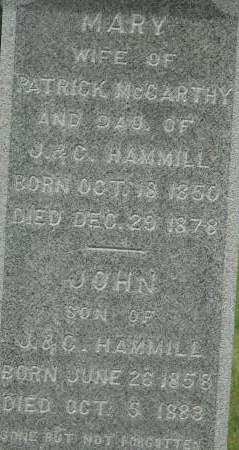 MARY
WIFE OF
PATRICK McCARTHY
AND DAU. OF
J. & C. HAMMILL
BORN OCT. 18 1850
DIED DEC. 29 1878
JOHN
SON OF
J. & C. HAMMILL
BORN JUNE 26 1858
DIED OCT. 5 1883
GONE BUT NOT FORGOTTEN